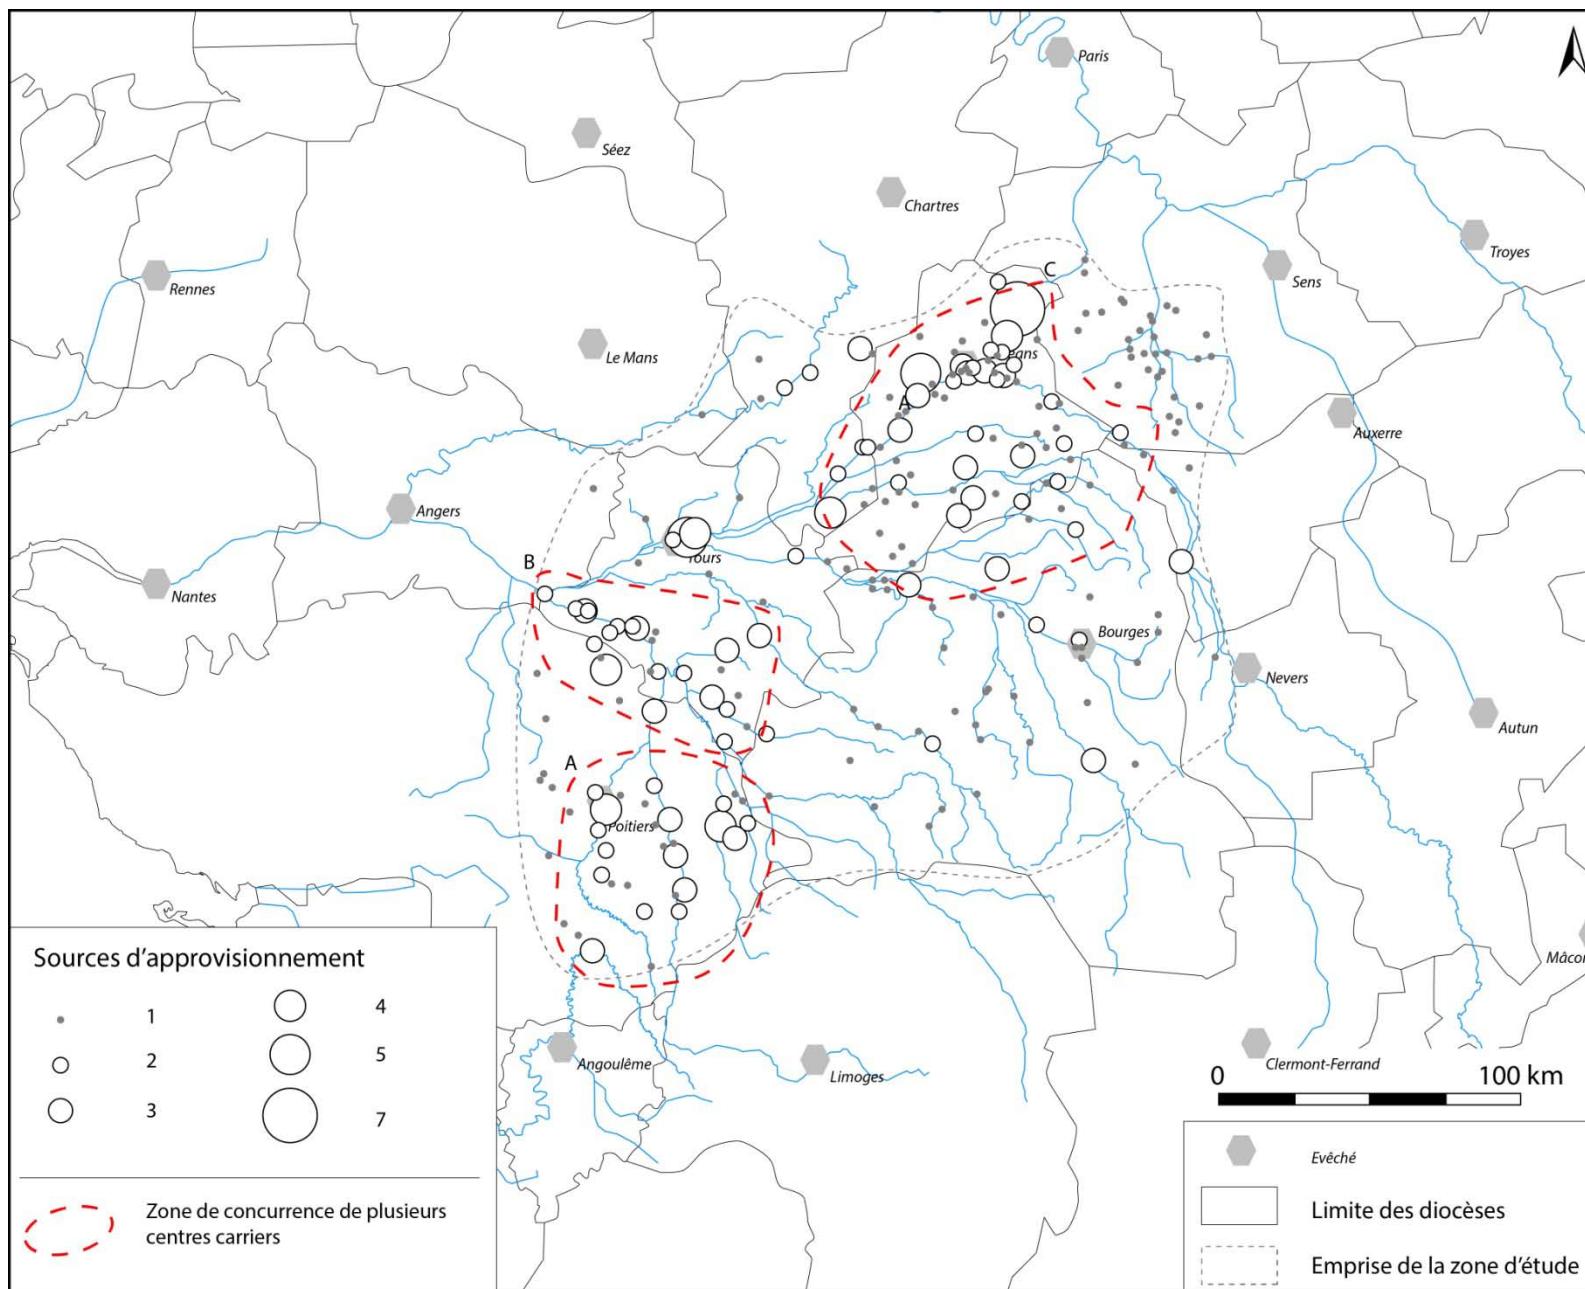 Paris
Séez
Chartres
Troyes
Sens
Rennes
C
Le Mans
A
Auxerre
Angers
Tours
B
Nantes
Bourges
Nevers
Autun
A
Poitiers
Sources d'approvisionnement
1
2
3
4
5
7
Zone de concurrence de plusieurs
centres carriers
Mâcon
Angoulême
Limoges
Clermont-Ferrand
0
100 km
Evêché
Limite des diocèses
Emprise de la zone d'étude